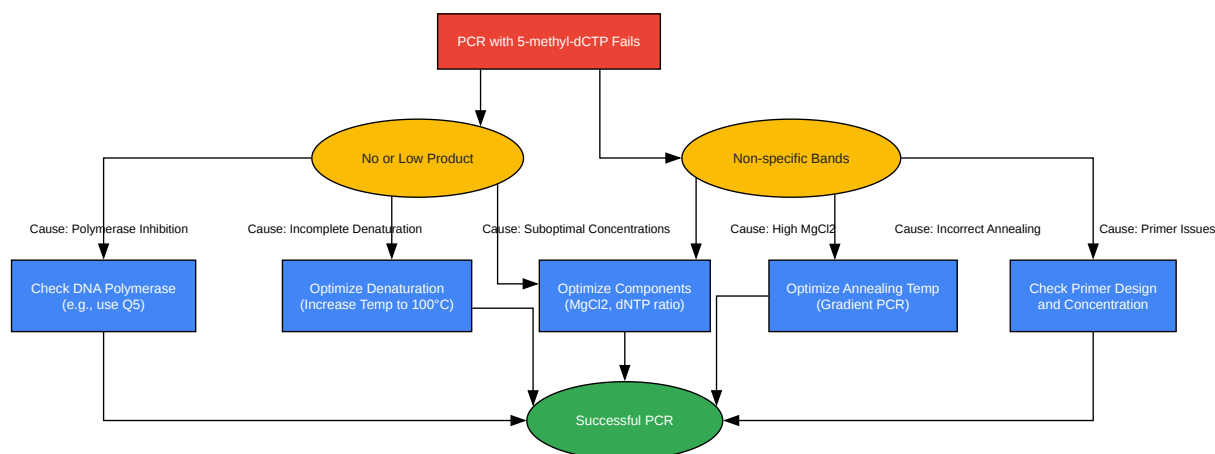 PCR with 5-methyl-dCTP Fails
No or Low Product
Non-specific Bands
Cause: Polymerase Inhibition
Cause: Incomplete Denaturation
Cause: Suboptimal Concentrations
Cause: High MgCl2
Cause: Incorrect Annealing
Cause: Primer Issues
Check DNA Polymerase
(e.g., use Q5)
Optimize Denaturation
(Increase Temp to 100°C)
Optimize Components
(MgCl2, dNTP ratio)
Optimize Annealing Temp
(Gradient PCR)
Check Primer Design
and Concentration
Successful PCR